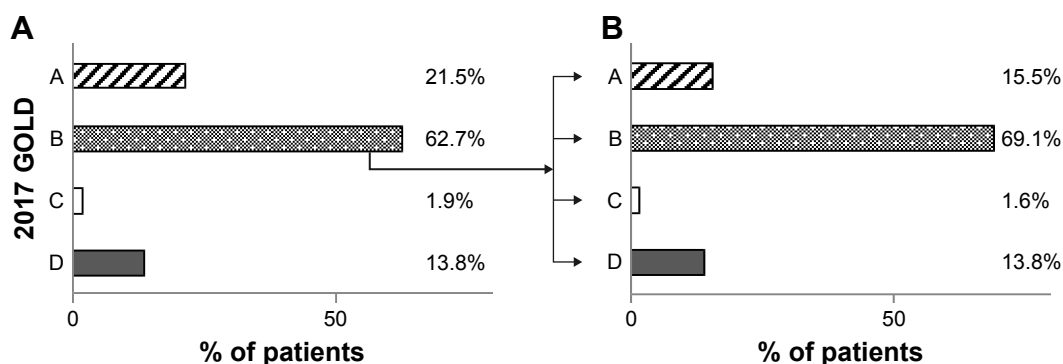 A
B
2017 GOLD
A
21.5%
B
62.7%
C
1.9%
D
13.8%
0
50
% of patients
A
15.5%
B
69.1%
C
1.6%
D
13.8%
0
50
% of patients